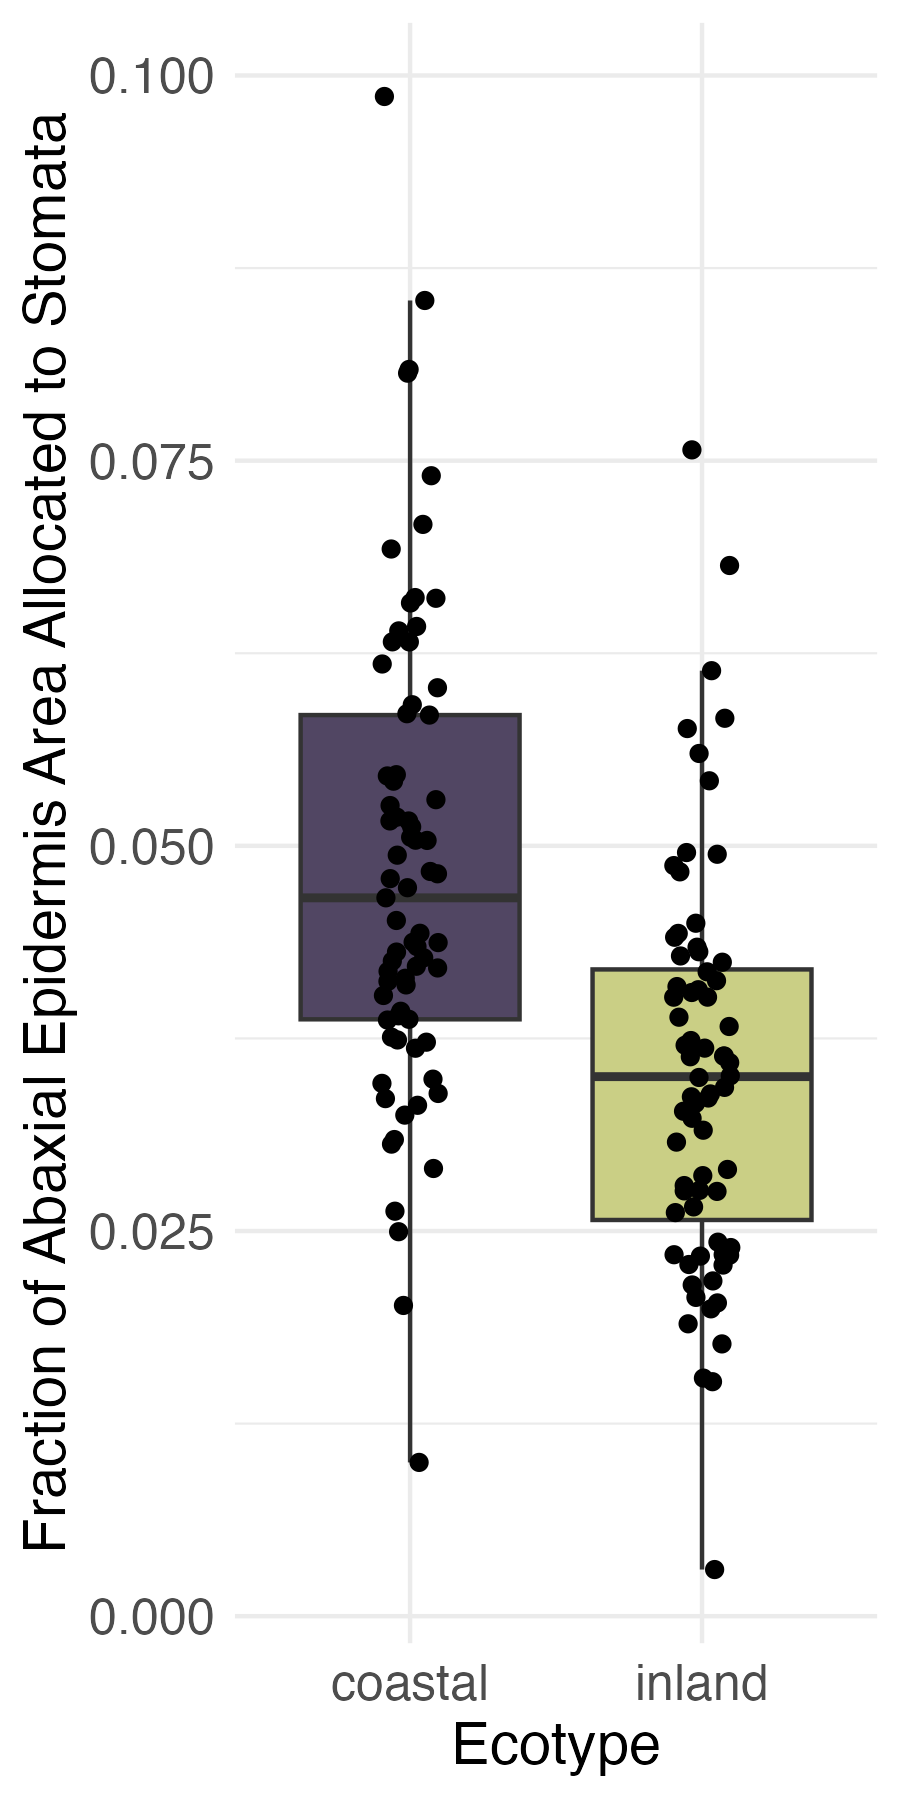 Fraction of Abaxial Epidermis Area Allocated to Stomata
0.100
0.075
0.050
0.025
0.000
coastal inland
Ecotype